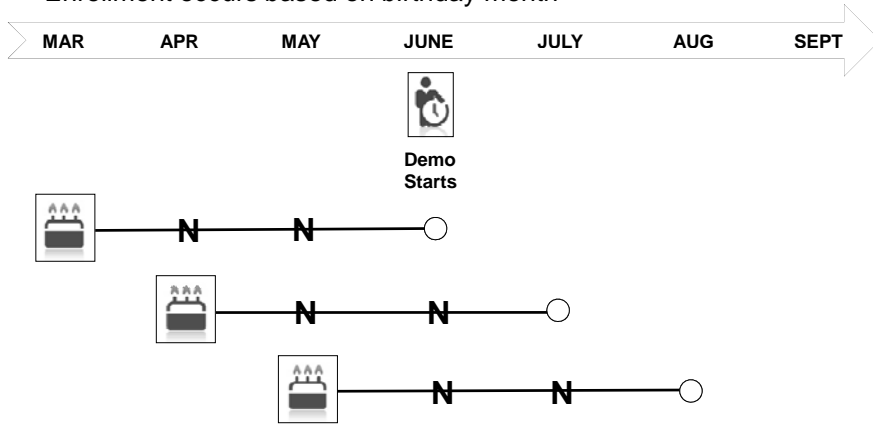 Enrollment occurs based on birthday month
MAR APR MAY JUNE JULY AUG SEPT
Demo
Starts
N N
N N
N N